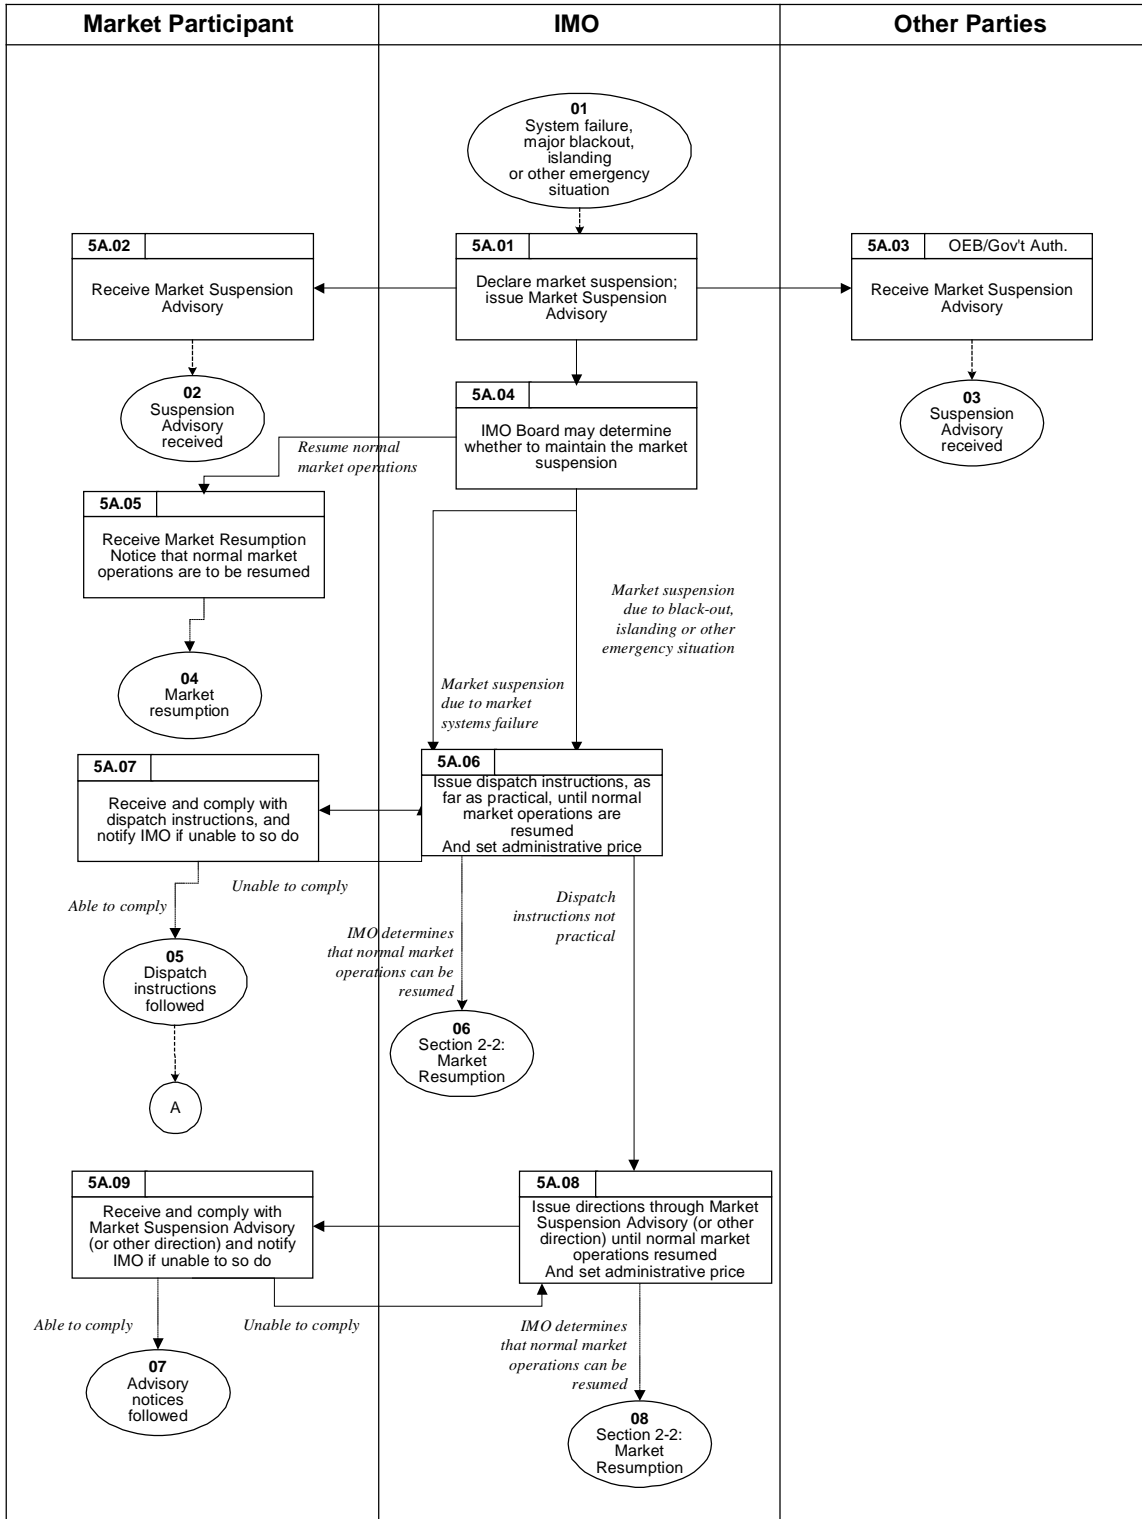 Market Participant
IMO
Other Parties
01
System failure,
major blackout,
islanding
or other emergency
situation
5A.02
Receive Market Suspension
Advisory
5A.01
Declare market suspension;
issue Market Suspension
Advisory
5A.03
OEB/Gov't Auth.
Receive Market Suspension
Advisory
02
Suspension
Advisory
received
5A.04
IMO Board may determine
whether to maintain the market
suspension
03
Suspension
Advisory
received
Resume normal
market operations
5A.05
Receive Market Resumption
Notice that normal market
operations are to be resumed
Market suspension
due to black-out,
islanding or other
emergency situation
04
Market
resumption
Market suspension
due to market
systems failure
5A.07
Receive and comply with
dispatch instructions, and
notify IMO if unable to so do
5A.06
Issue dispatch instructions, as
far as practical, until normal
market operations are
resumed
And set administrative price
Unable to comply
Able to comply
Dispatch
instructions not
practical
IMO determines
that normal market
operations can be
resumed
05
Dispatch
instructions
followed
06
Section 2-2:
Market
Resumption
A
5A.09
Receive and comply with
Market Suspension Advisory
(or other direction) and notify
IMO if unable to so do
5A.08
Issue directions through Market
Suspension Advisory (or other
direction) until normal market
operations resumed
And set administrative price
Able to comply
Unable to comply
IMO determines
that normal market
operations can be
resumed
07
Advisory
notices
followed
08
Section 2-2:
Market
Resumption